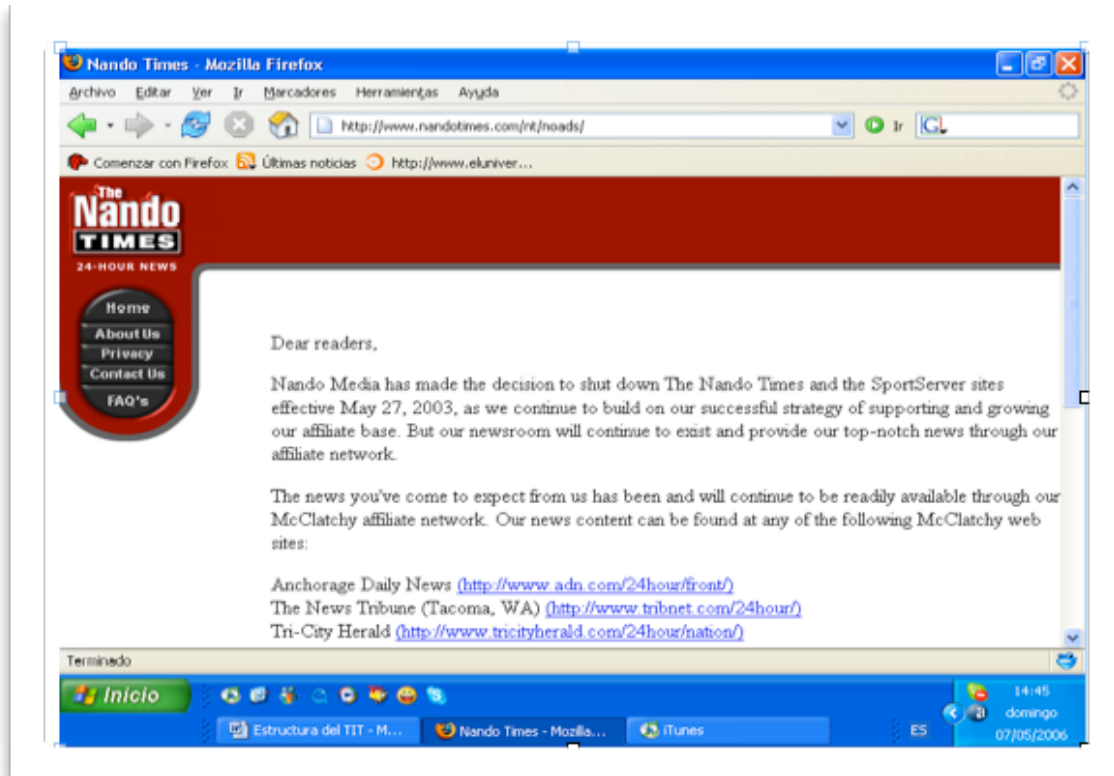 Nando Times - Mozilla Firefox
Archivo Editar Ver Ir Marcadores Herramientas Ayuda
http://www.nandotimes.com/nt/noads/ Ir
Comenzar con Firefox Últimas noticias http://www.eluniver...
The
Nando
TIMES
24-HOUR NEWS
Home
About Us
Privacy
Contact Us
FAQ's
Dear readers,
Nando Media has made the decision to shut down The Nando Times and the SportServer sites
effective May 27, 2003, as we continue to build on our successful strategy of supporting and growing
our affiliate base. But our newsroom will continue to exist and provide our top-notch news through our
affiliate network.
The news you've come to expect from us has been and will continue to be readily available through our
McClatchy affiliate network. Our news content can be found at any of the following McClatchy web
sites:
Anchorage Daily News (http://www.adn.com/24hour/front/)
The News Tribune (Tacoma, WA) (http://www.tribnet.com/24hour/)
Tri-City Herald (http://www.tricityherald.com/24hour/nation/)
Terminado
Inicio
14:45
domingo
07/05/2006
Estructura del TIT - M... Nando Times - Mozilla... iTunes ES